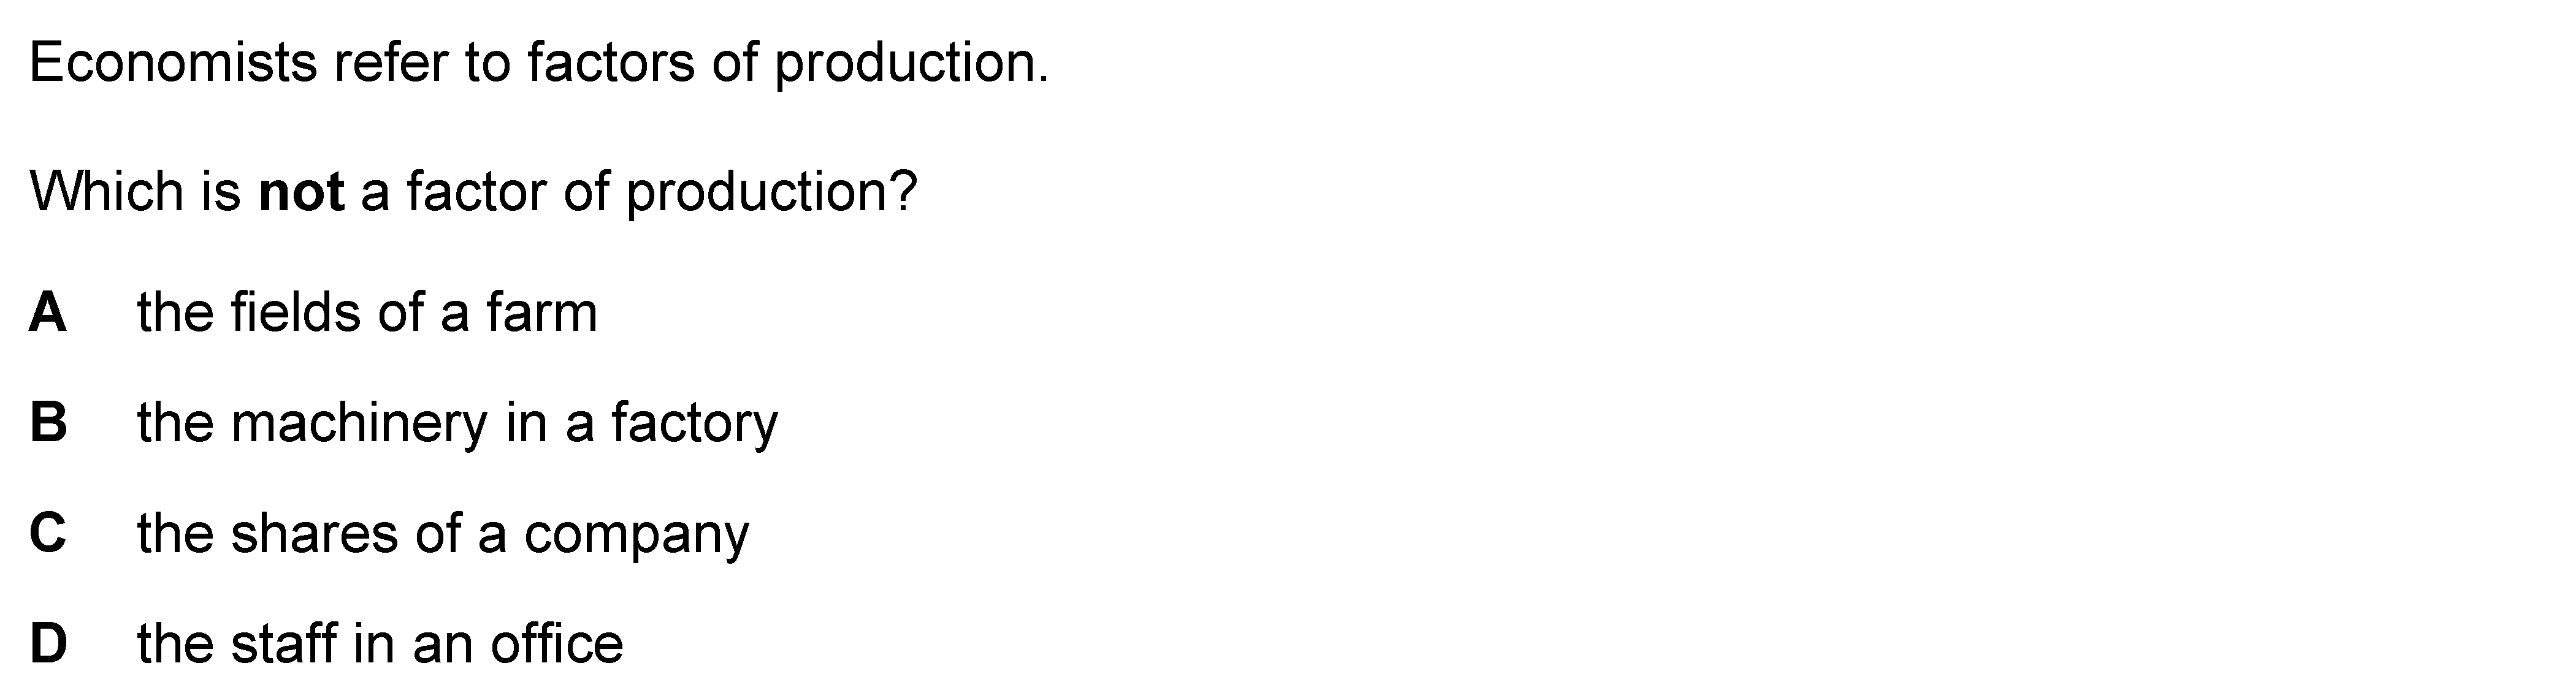 Economists refer to factors of production.
Which is not a factor of production?
A the fields of a farm
B the machinery in a factory
C the shares of a company
D the staff in an office